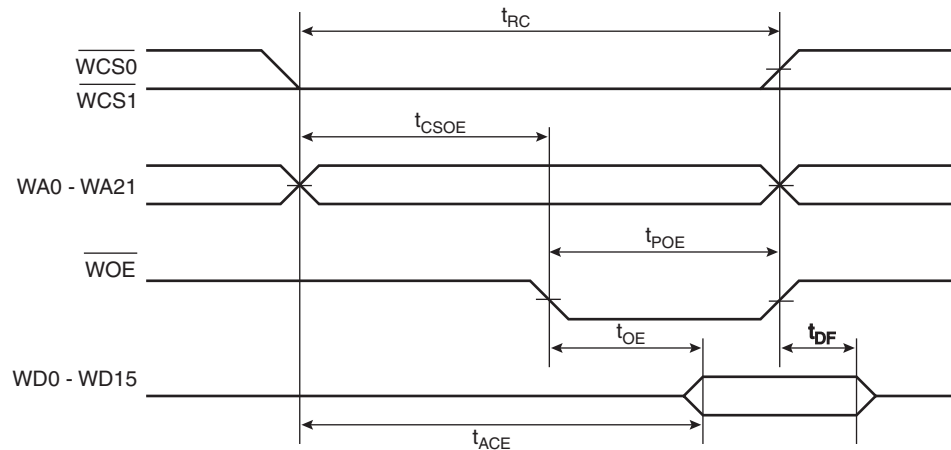 tRC
WCS0
WCS1
tCSOE
WA0 - WA21
tPOE
WOE
tOE
tDF
WD0 - WD15
tACE